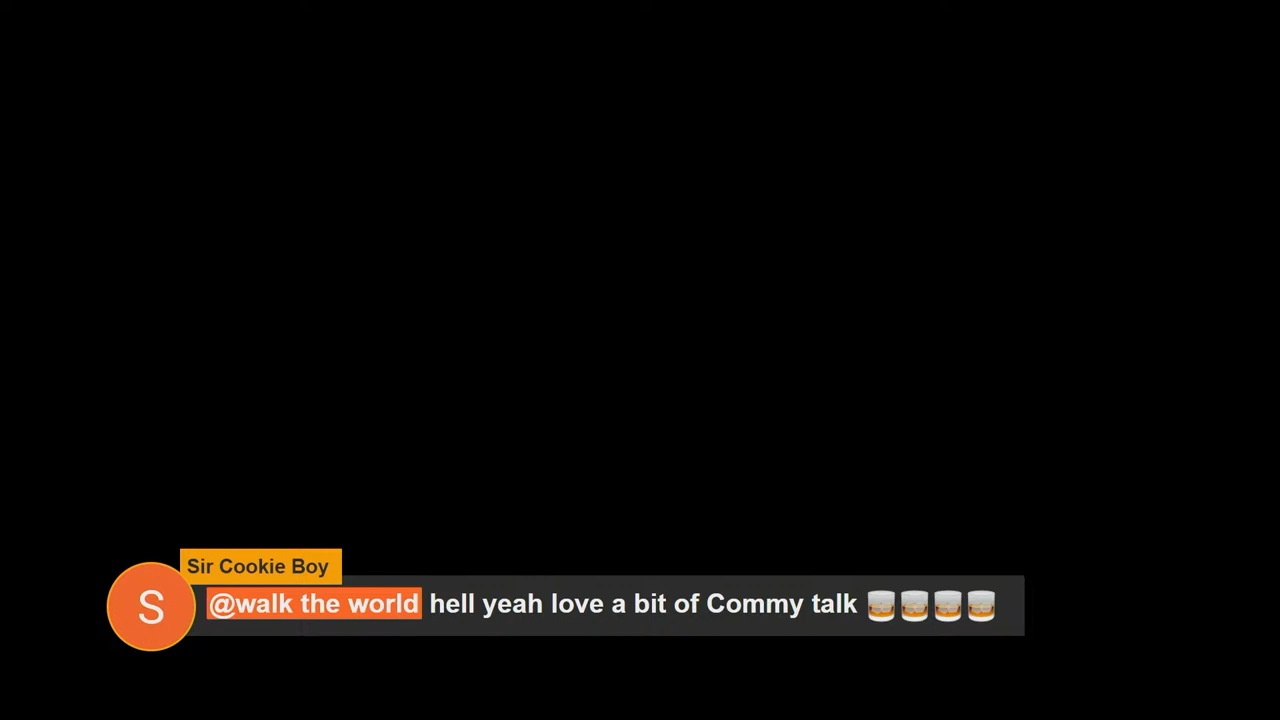 Sir Cookie Boy
S
@walk the world hell yeah love a bit of Commy talk 🥃🥃🥃🥃